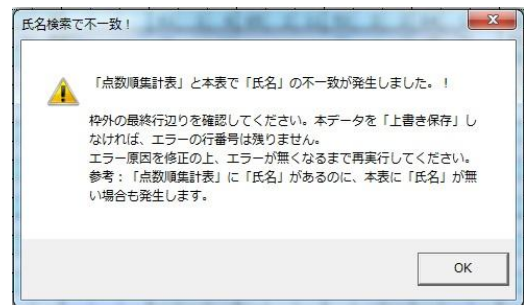 氏名検索で不一致！
「点数順集計表」と本表で「氏名」の不一致が発生しました。！
枠外の最終行辺りを確認してください。本データを「上書き保存」し
なければ、エラーの行番号は残りません。
エラー原因を修正の上、エラーが無くなるまで再実行してください。
参考：「点数順集計表」に「氏名」があるのに、本表に「氏名」が無
い場合も発生します。
OK